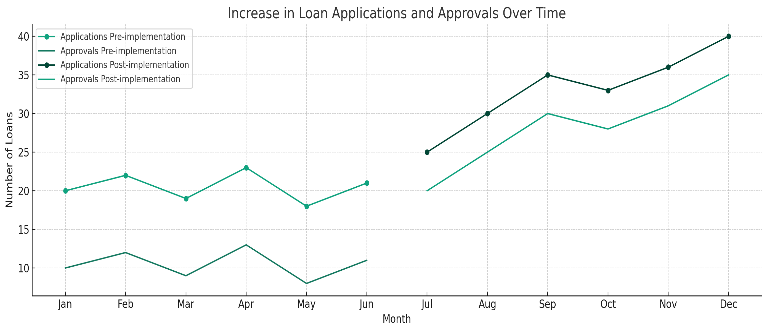 Increase in Loan Applications and Approvals Over Time
Applications Pre-implementation
Approvals Pre-implementation
Applications Post-implementation
Approvals Post-implementation
Number of Loans
40
35
30
25
20
15
10
Jan Feb Mar Apr May Jun Jul Aug Sep Oct Nov Dec
Month